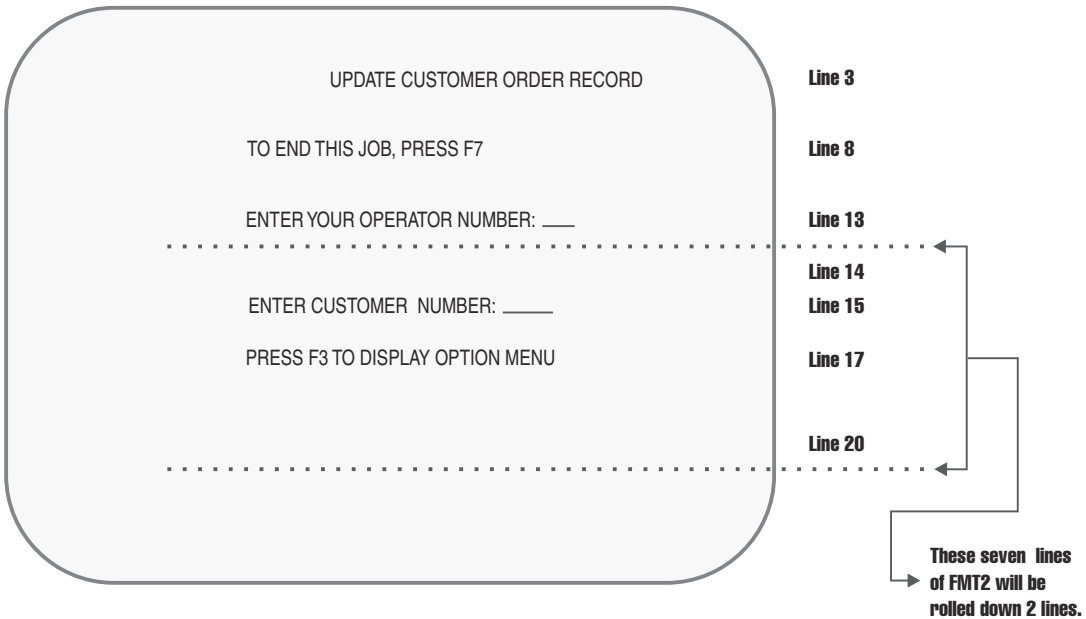 UPDATE CUSTOMER ORDER RECORD Line 3
TO END THIS JOB, PRESS F7 Line 8
ENTER YOUR OPERATOR NUMBER: ___ Line 13
Line 14
ENTER CUSTOMER NUMBER: _____ Line 15
PRESS F3 TO DISPLAY OPTION MENU Line 17
Line 20
These seven lines
of FMT2 will be
rolled down 2 lines.